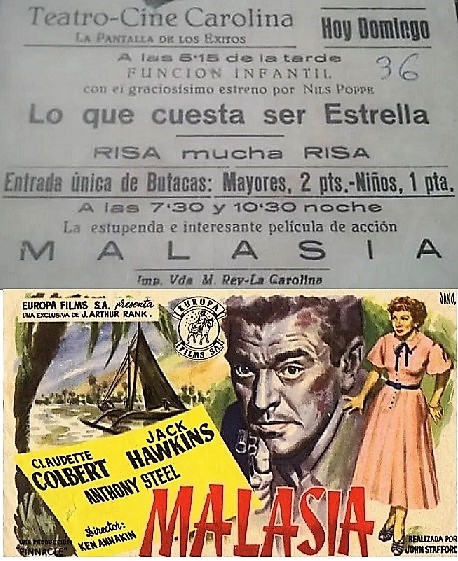 Teatro-Cine Carolina
LA PANTALLA DE LOS EXITOS
Hoy Domingo
A las 5'15 de la tarde
36
FUNCION INFANTIL
con el graciosísimo estreno por NILS POPPE
Lo que cuesta ser Estrella
RISA mucha RISA
Entrada única de Butacas: Mayores, 2 pts.-Niños, 1 pta.
A las 7'30 y 10'30 noche
La estupenda e interesante película de acción
MALASIA
Imp. Vda M. Rey-La Carolina
EUROPA FILMS S.A. presenta
UNA EXCLUSIVA DE J. ARTHUR RANK.
EUROPA
FILMS S.A.
JANO
CLAUDETTE
COLBERT
JACK
HAWKINS
ANTHONY STEEL
director:
KEN ANNAKIN
MALASIA
UNA PRODUCCION
"PINNACLE"
REALIZADA POR
JOHN STAFFORD